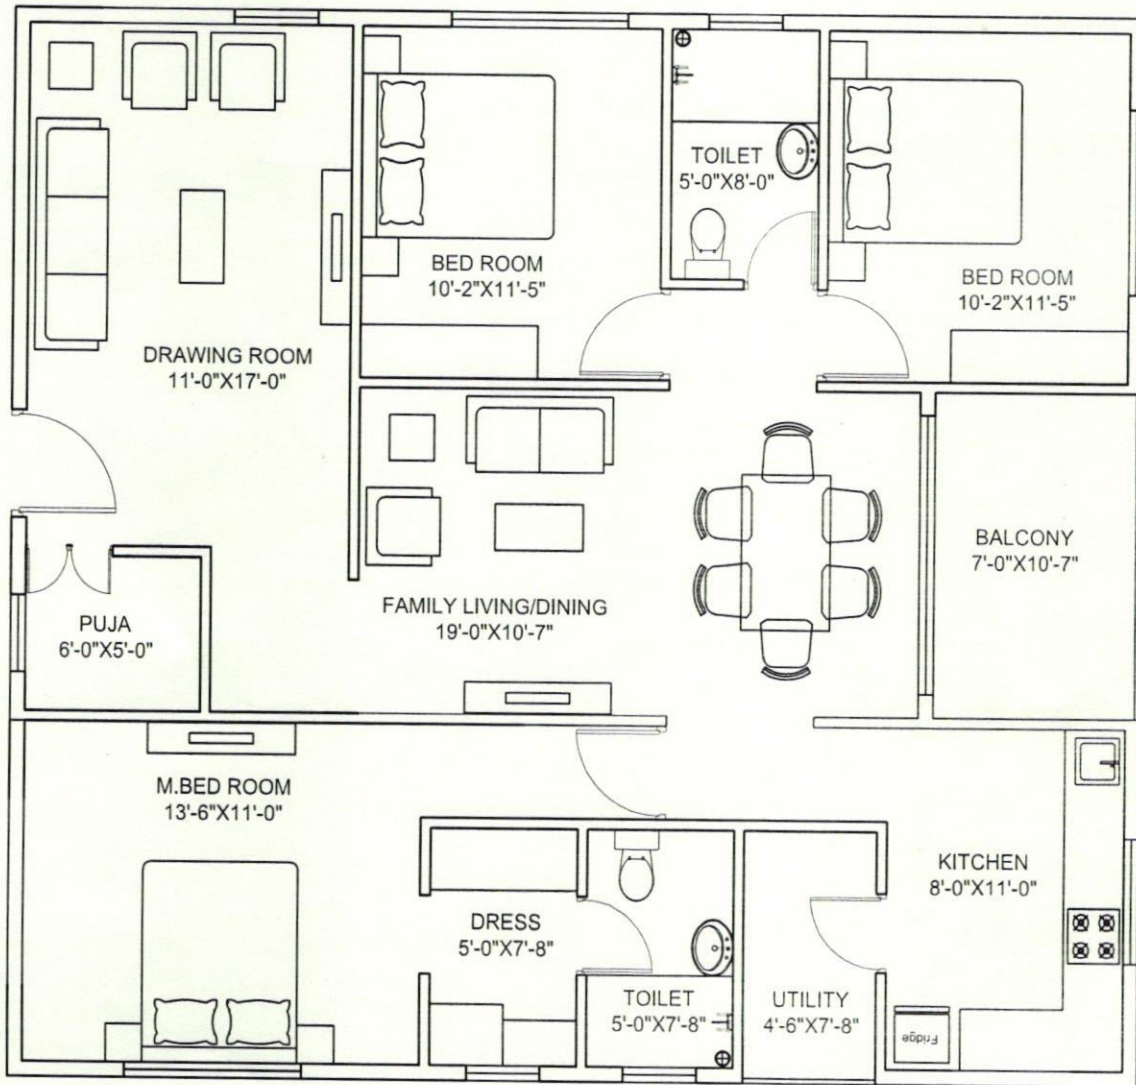 TOILET
5'-0"X8'-0"
BED ROOM
10'-2"X11'-5"
BED ROOM
10'-2"X11'-5"
DRAWING ROOM
11'-0"X17'-0"
BALCONY
7'-0"X10'-7"
FAMILY LIVING/DINING
19'-0"X10'-7"
PUJA
6'-0"X5'-0"
M.BED ROOM
13'-6"X11'-0"
KITCHEN
8'-0"X11'-0"
DRESS
5'-0"X7'-8"
TOILET
5'-0"X7'-8"
UTILITY
4'-6"X7'-8"
Fridge